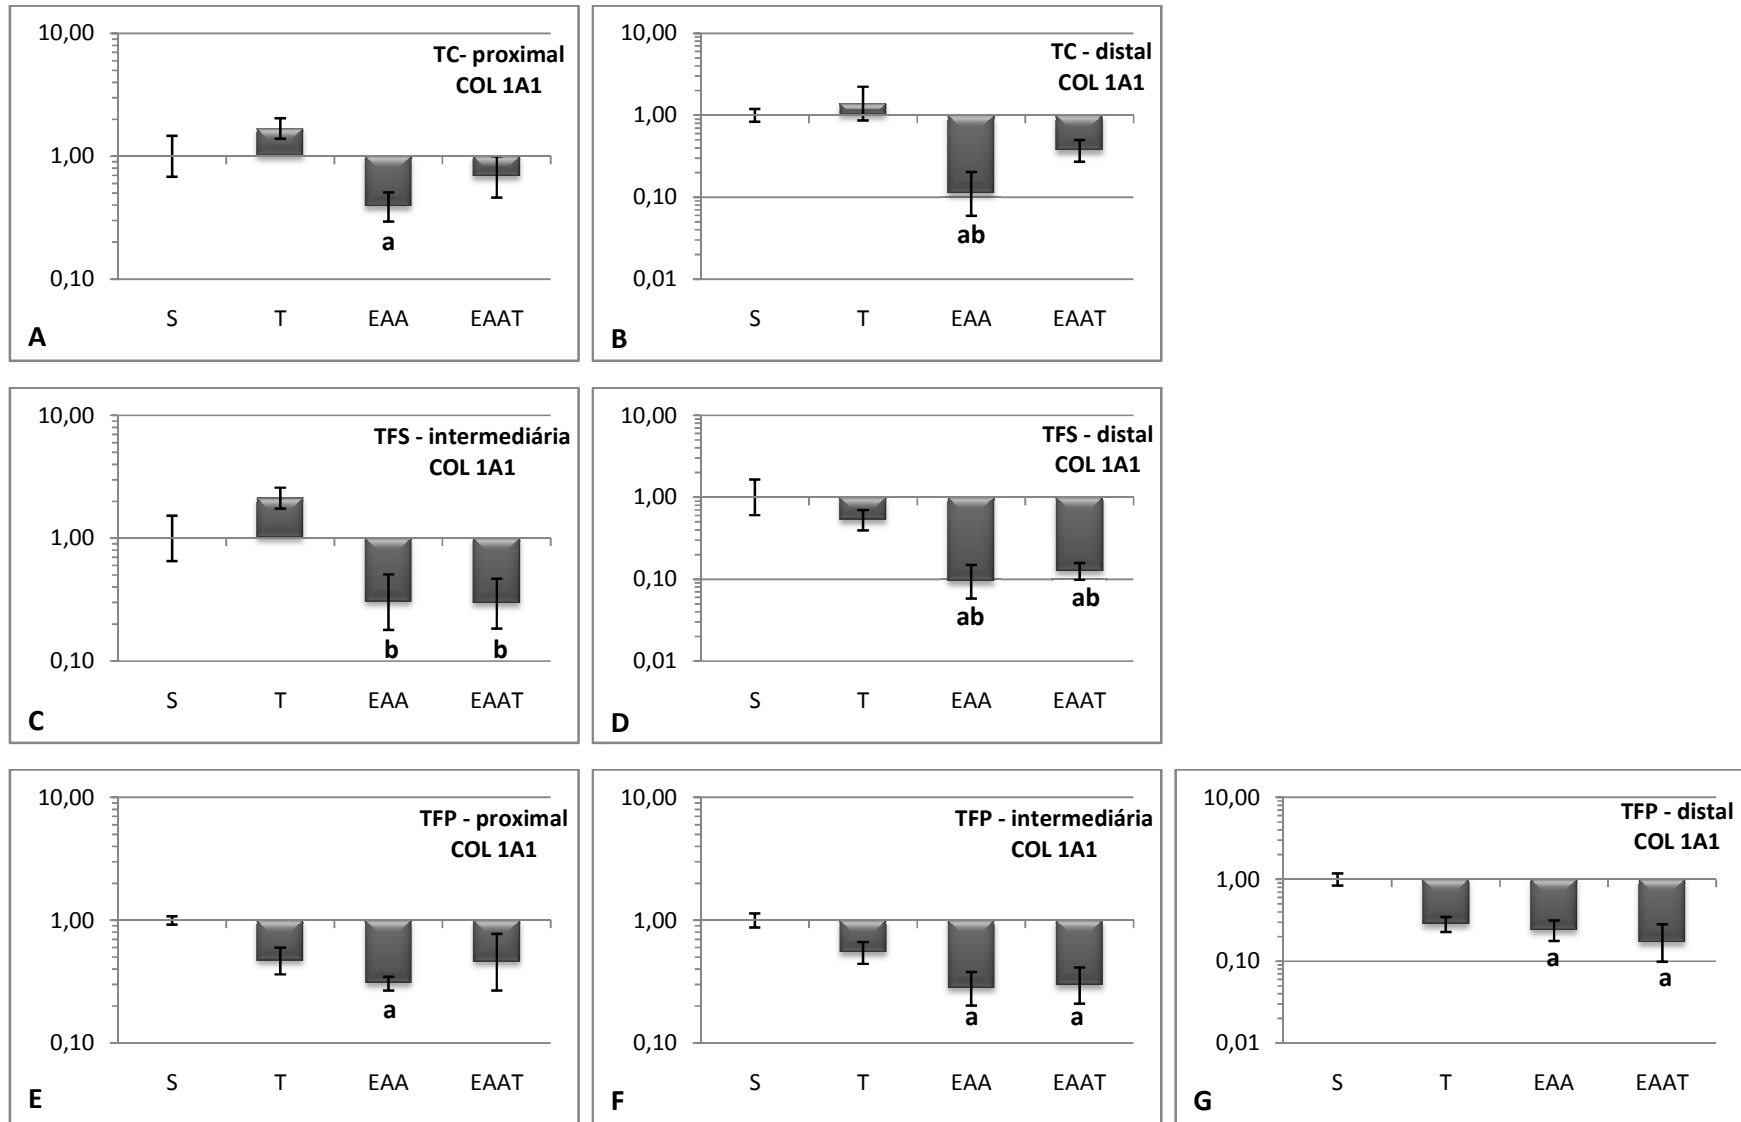 10,00
TC- proximal
COL 1A1
1,00
0,10
a
S T EAA EAAT
A
10,00
TC - distal
COL 1A1
1,00
0,10
0,01
ab
S T EAA EAAT
B
10,00
TFS - intermediária
COL 1A1
1,00
0,10
b b
S T EAA EAAT
C
10,00
TFS - distal
COL 1A1
1,00
0,10
0,01
ab ab
S T EAA EAAT
D
10,00
TFP - proximal
COL 1A1
1,00
0,10
a
S T EAA EAAT
E
10,00
TFP - intermediária
COL 1A1
1,00
0,10
a a
S T EAA EAAT
F
10,00
TFP - distal
COL 1A1
1,00
0,10
0,01
a a
S T EAA EAAT
G